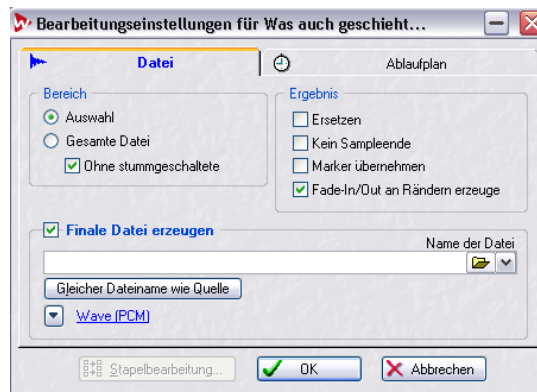 Bearbeitungseinstellungen für Was auch geschieht...
Datei
Ablaufplan
Bereich
Auswahl
Gesamte Datei
Ohne stummgeschaltete
Ergebnis
Ersetzen
Kein Sampleende
Marker übernehmen
Fade-In/Out an Rändern erzeuge
Finale Datei erzeugen
Name der Datei
Gleicher Dateiname wie Quelle
Wave (PCM)
Stapelbearbeitung...
OK
Abbrechen